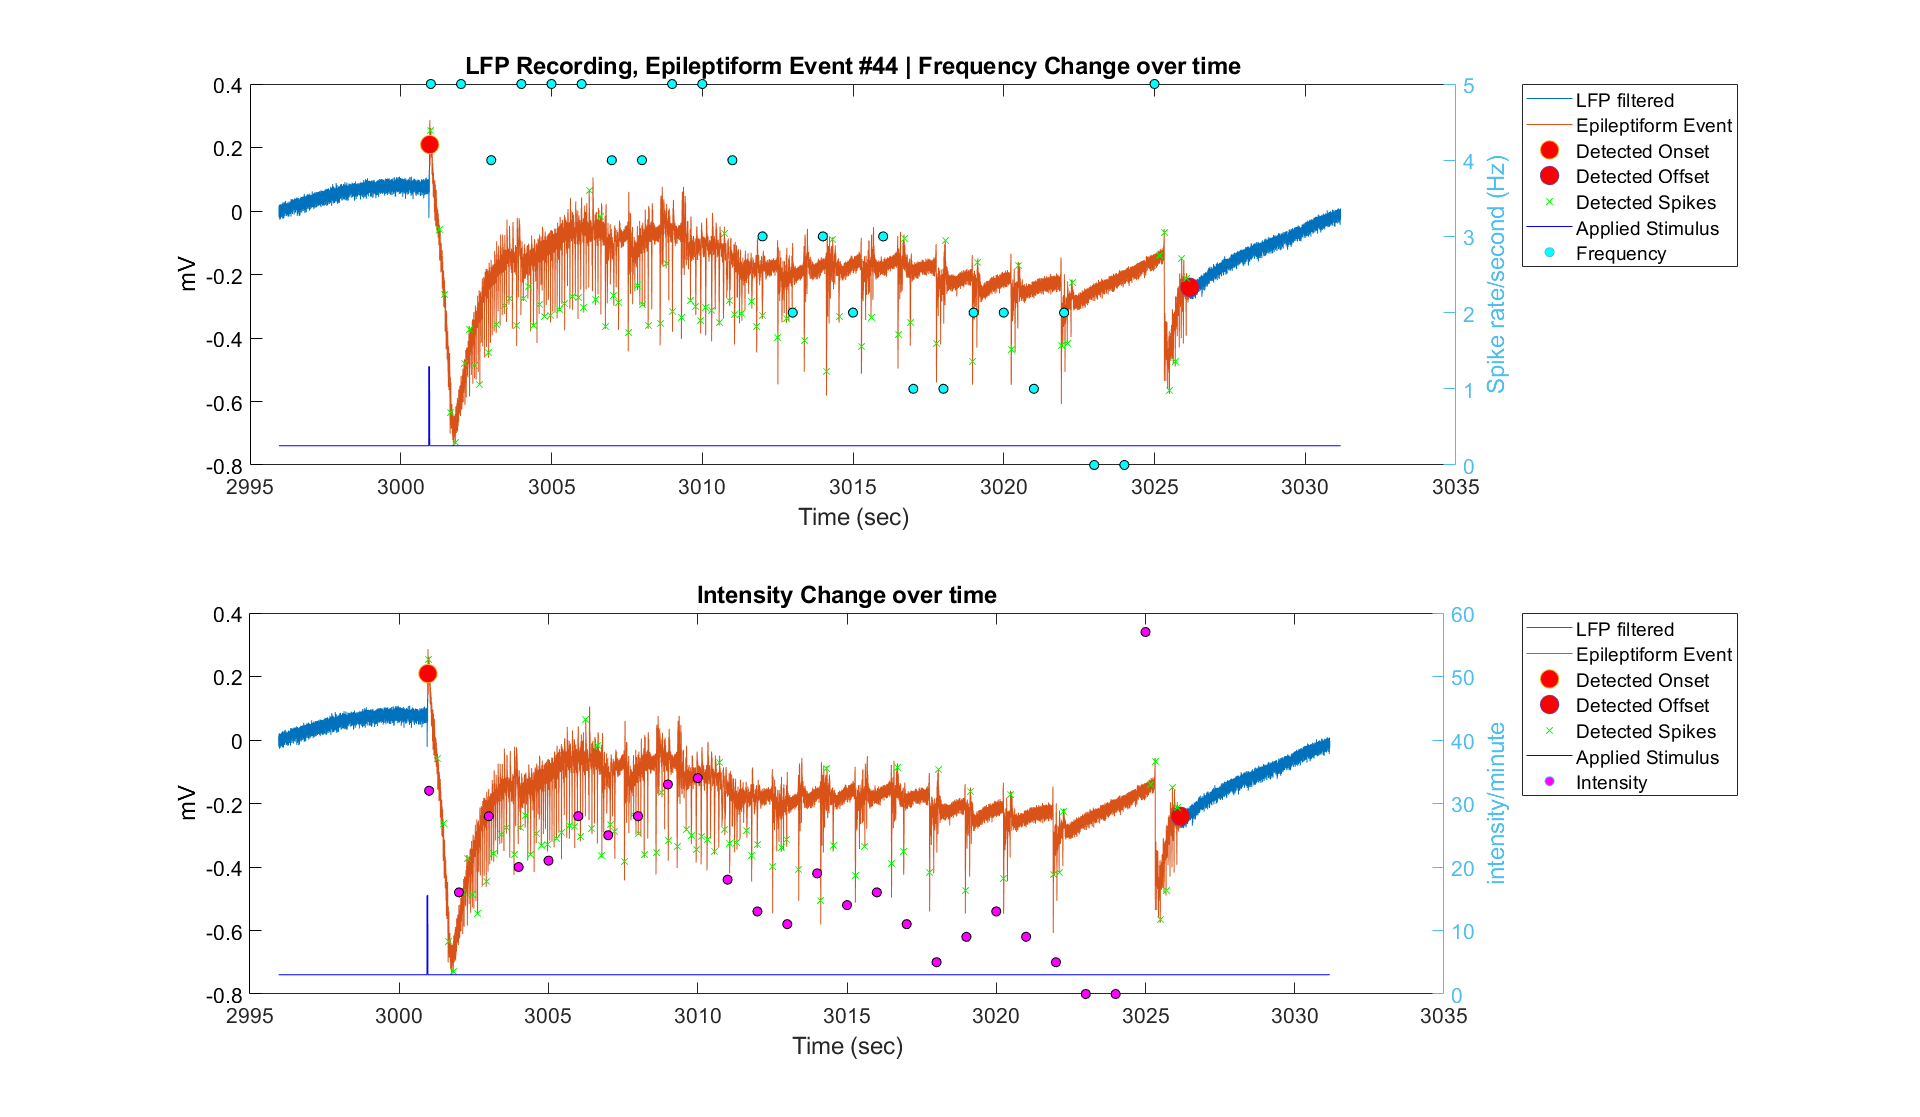 LFP Recording, Epileptiform Event #44 | Frequency Change over time
0.4
0.2
0
-0.2
-0.4
-0.6
-0.8
mV
5
4
3
2
1
0
Spike rate/second (Hz)
2995 3000 3005 3010 3015 3020 3025 3030 3035
Time (sec)
LFP filtered
Epileptiform Event
Detected Onset
Detected Offset
Detected Spikes
Applied Stimulus
Frequency
Intensity Change over time
0.4
0.2
0
-0.2
-0.4
-0.6
-0.8
mV
60
50
40
30
20
10
0
intensity/minute
2995 3000 3005 3010 3015 3020 3025 3030 3035
Time (sec)
LFP filtered
Epileptiform Event
Detected Onset
Detected Offset
Detected Spikes
Applied Stimulus
Intensity